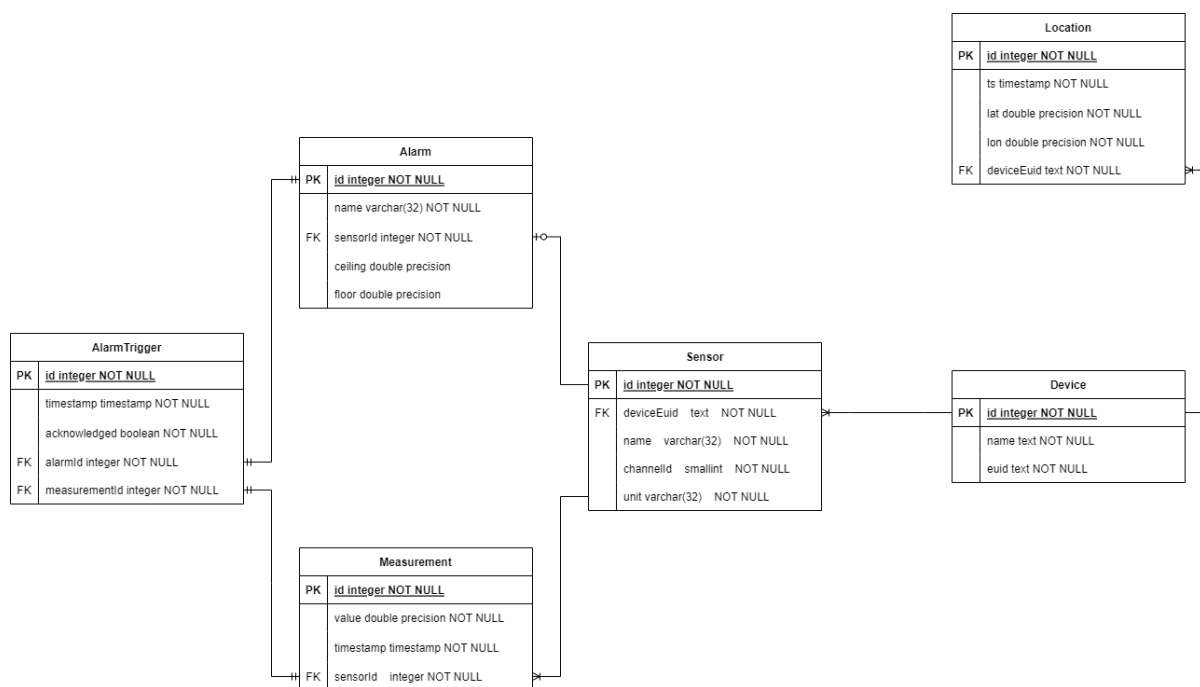 Location
PK id integer NOT NULL
ts timestamp NOT NULL
lat double precision NOT NULL
lon double precision NOT NULL
FK deviceEuid text NOT NULL
Alarm
PK id integer NOT NULL
name varchar(32) NOT NULL
FK sensorId integer NOT NULL
ceiling double precision
floor double precision
AlarmTrigger
PK id integer NOT NULL
timestamp timestamp NOT NULL
acknowledged boolean NOT NULL
FK alarmId integer NOT NULL
FK measurementId integer NOT NULL
Sensor
PK id integer NOT NULL
FK deviceEuid text NOT NULL
name varchar(32) NOT NULL
channelId smallint NOT NULL
unit varchar(32) NOT NULL
Device
PK id integer NOT NULL
name text NOT NULL
euid text NOT NULL
Measurement
PK id integer NOT NULL
value double precision NOT NULL
timestamp timestamp NOT NULL
FK sensorId integer NOT NULL